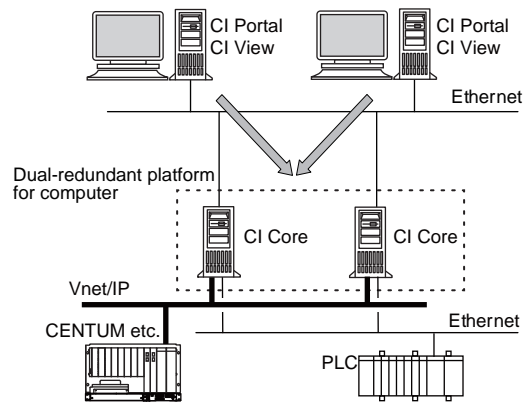 CI Portal
CI View
CI Portal
CI View
Ethernet
Dual-redundant platform
for computer
CI Core
CI Core
Vnet/IP
CENTUM etc.
Ethernet
PLC